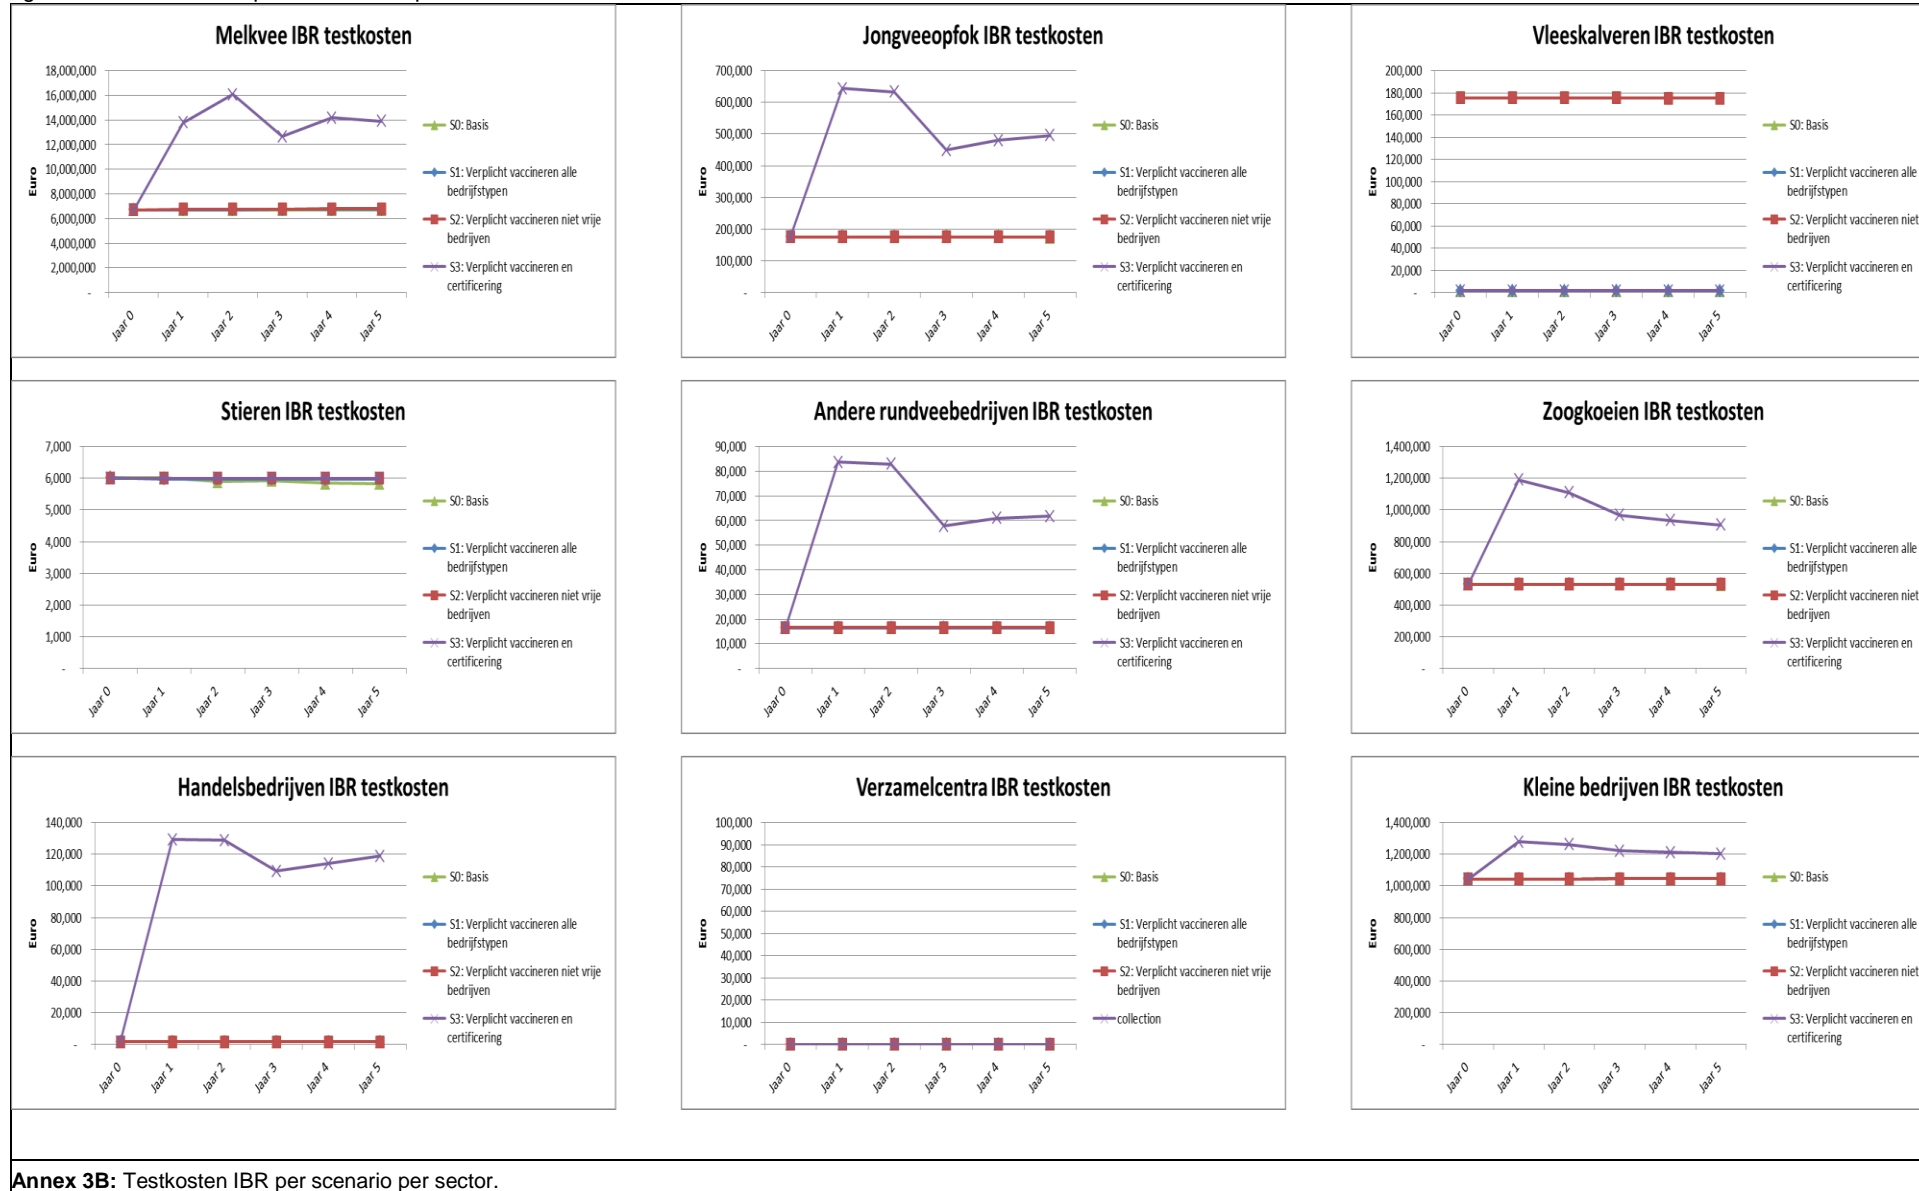 Melkvee IBR testkosten
18,000,000
16,000,000
14,000,000
12,000,000
10,000,000
8,000,000
6,000,000
4,000,000
2,000,000
-
Euro
Jaar 0
Jaar 1
Jaar 2
Jaar 3
Jaar 4
Jaar 5
S0: Basis
S1: Verplicht vaccineren alle
bedrijfstypen
S2: Verplicht vaccineren niet vrije
bedrijven
S3: Verplicht vaccineren en
certificering
Jongveeopfok IBR testkosten
700,000
600,000
500,000
400,000
300,000
200,000
100,000
-
Euro
Jaar 0
Jaar 1
Jaar 2
Jaar 3
Jaar 4
Jaar 5
S0: Basis
S1: Verplicht vaccineren alle
bedrijfstypen
S2: Verplicht vaccineren niet vrije
bedrijven
S3: Verplicht vaccineren en
certificering
Vleeskalveren IBR testkosten
200,000
180,000
160,000
140,000
120,000
100,000
80,000
60,000
40,000
20,000
-
Euro
Jaar 0
Jaar 1
Jaar 2
Jaar 3
Jaar 4
Jaar 5
S0: Basis
S1: Verplicht vaccineren alle
bedrijfstypen
S2: Verplicht vaccineren niet
bedrijven
S3: Verplicht vaccineren en
certificering
Stieren IBR testkosten
7,000
6,000
5,000
4,000
3,000
2,000
1,000
-
Euro
Jaar 0
Jaar 1
Jaar 2
Jaar 3
Jaar 4
Jaar 5
S0: Basis
S1: Verplicht vaccineren alle
bedrijfstypen
S2: Verplicht vaccineren niet vrije
bedrijven
S3: Verplicht vaccineren en
certificering
Andere rundveebedrijven IBR testkosten
90,000
80,000
70,000
60,000
50,000
40,000
30,000
20,000
10,000
-
Euro
Jaar 0
Jaar 1
Jaar 2
Jaar 3
Jaar 4
Jaar 5
S0: Basis
S1: Verplicht vaccineren alle
bedrijfstypen
S2: Verplicht vaccineren niet vrije
bedrijven
S3: Verplicht vaccineren en
certificering
Zoogkoeien IBR testkosten
1,400,000
1,200,000
1,000,000
800,000
600,000
400,000
200,000
-
Euro
Jaar 0
Jaar 1
Jaar 2
Jaar 3
Jaar 4
Jaar 5
S0: Basis
S1: Verplicht vaccineren alle
bedrijfstypen
S2: Verplicht vaccineren niet
bedrijven
S3: Verplicht vaccineren en
certificering
Handelsbedrijven IBR testkosten
140,000
120,000
100,000
80,000
60,000
40,000
20,000
-
Euro
Jaar 0
Jaar 1
Jaar 2
Jaar 3
Jaar 4
Jaar 5
S0: Basis
S1: Verplicht vaccineren alle
bedrijfstypen
S2: Verplicht vaccineren niet vrije
bedrijven
S3: Verplicht vaccineren en
certificering
Verzamelcentra IBR testkosten
100,000
90,000
80,000
70,000
60,000
50,000
40,000
30,000
20,000
10,000
-
Euro
Jaar 0
Jaar 1
Jaar 2
Jaar 3
Jaar 4
Jaar 5
S0: Basis
S1: Verplicht vaccineren alle
bedrijfstypen
S2: Verplicht vaccineren niet vrije
bedrijven
collection
Kleine bedrijven IBR testkosten
1,400,000
1,200,000
1,000,000
800,000
600,000
400,000
200,000
-
Euro
Jaar 0
Jaar 1
Jaar 2
Jaar 3
Jaar 4
Jaar 5
S0: Basis
S1: Verplicht vaccineren alle
bedrijfstypen
S2: Verplicht vaccineren niet
bedrijven
S3: Verplicht vaccineren en
certificering
Annex 3B: Testkosten IBR per scenario per sector.